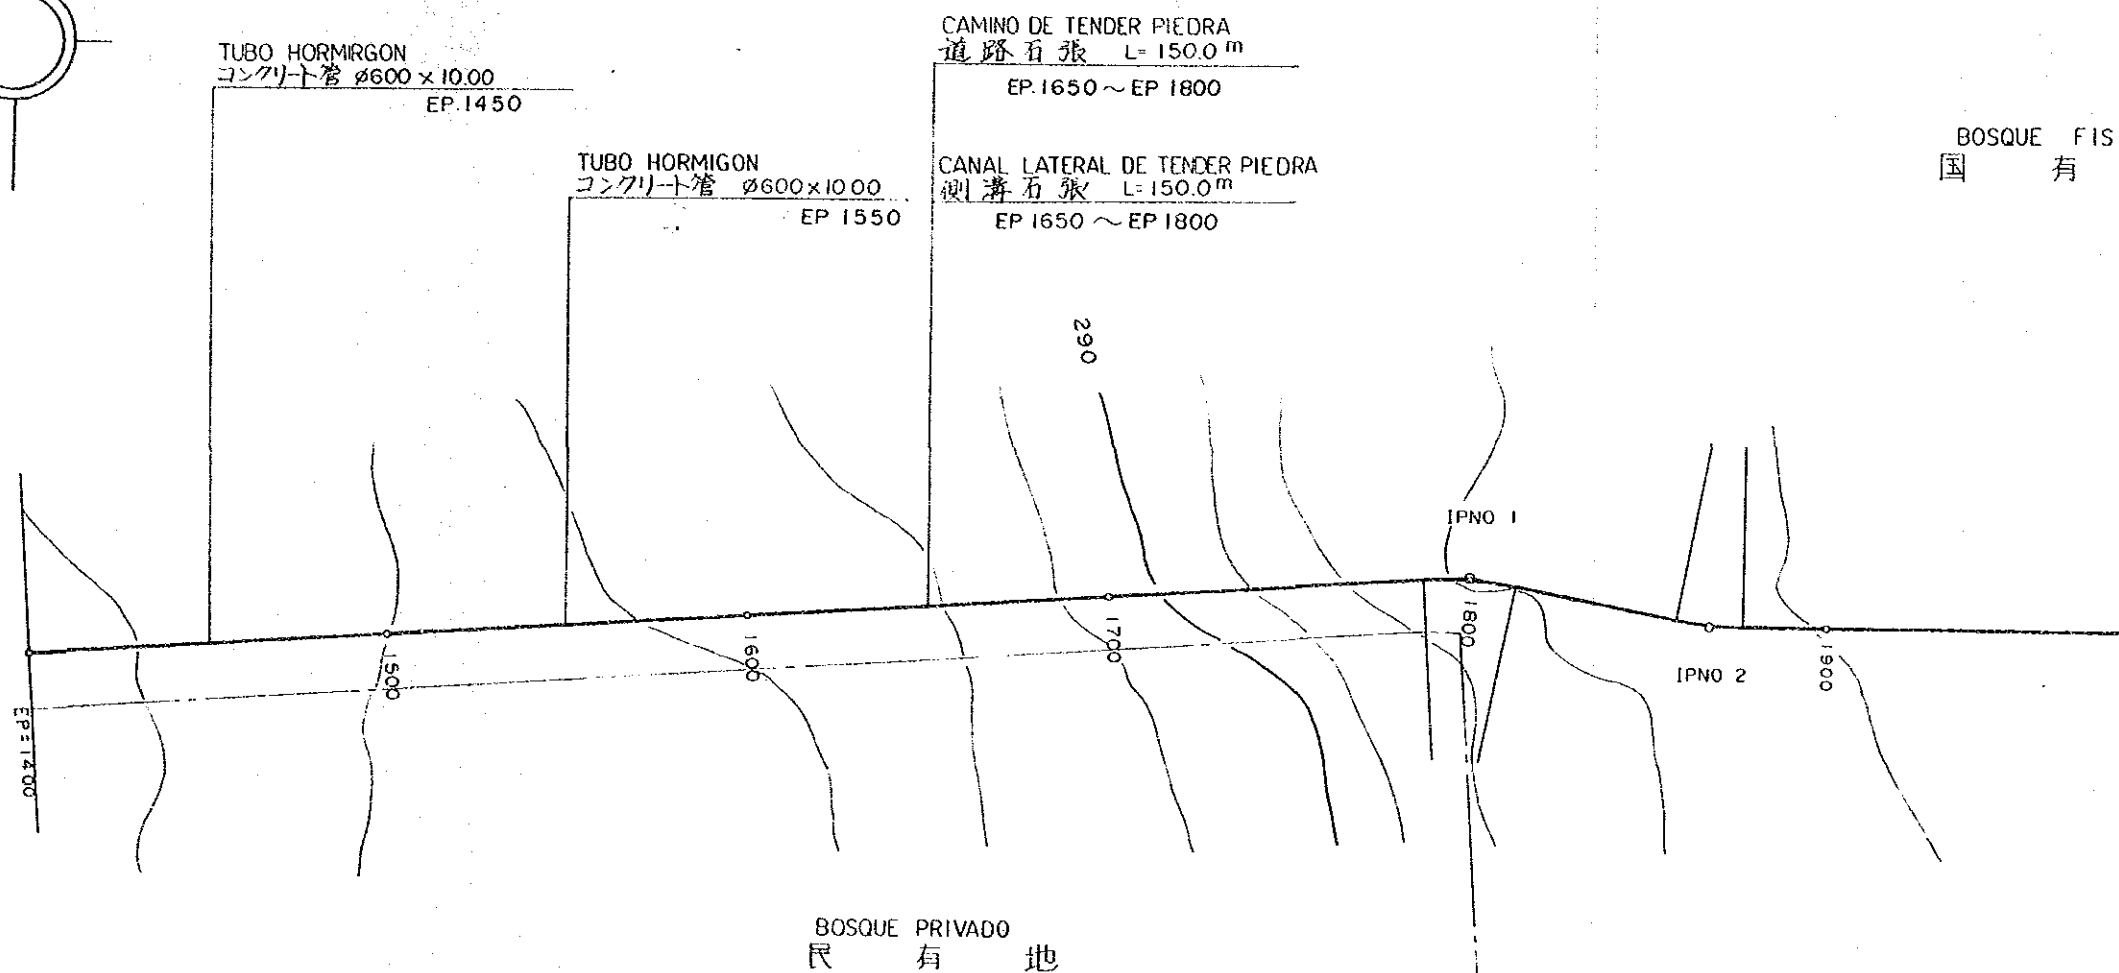 TUBO HORMIRGON
コンクリート管 ø600 × 10.00
EP.1450
TUBO HORMIGON
コンクリート管 ø600×10 00
EP 1550
CAMINO DE TENDER PIEDRA
道路石張 L= 150.0 m
EP.1650 ~ EP 1800
CANAL LATERAL DE TENDER PIEDRA
側溝石張 L= 150.0 m
EP 1650 ~ EP 1800
BOSQUE FIS
国 有
290
IPNO 1
EP=1400
1500
1600
1700
1800
IPNO 2
1900
BOSQUE PRIVADO
民 有 地